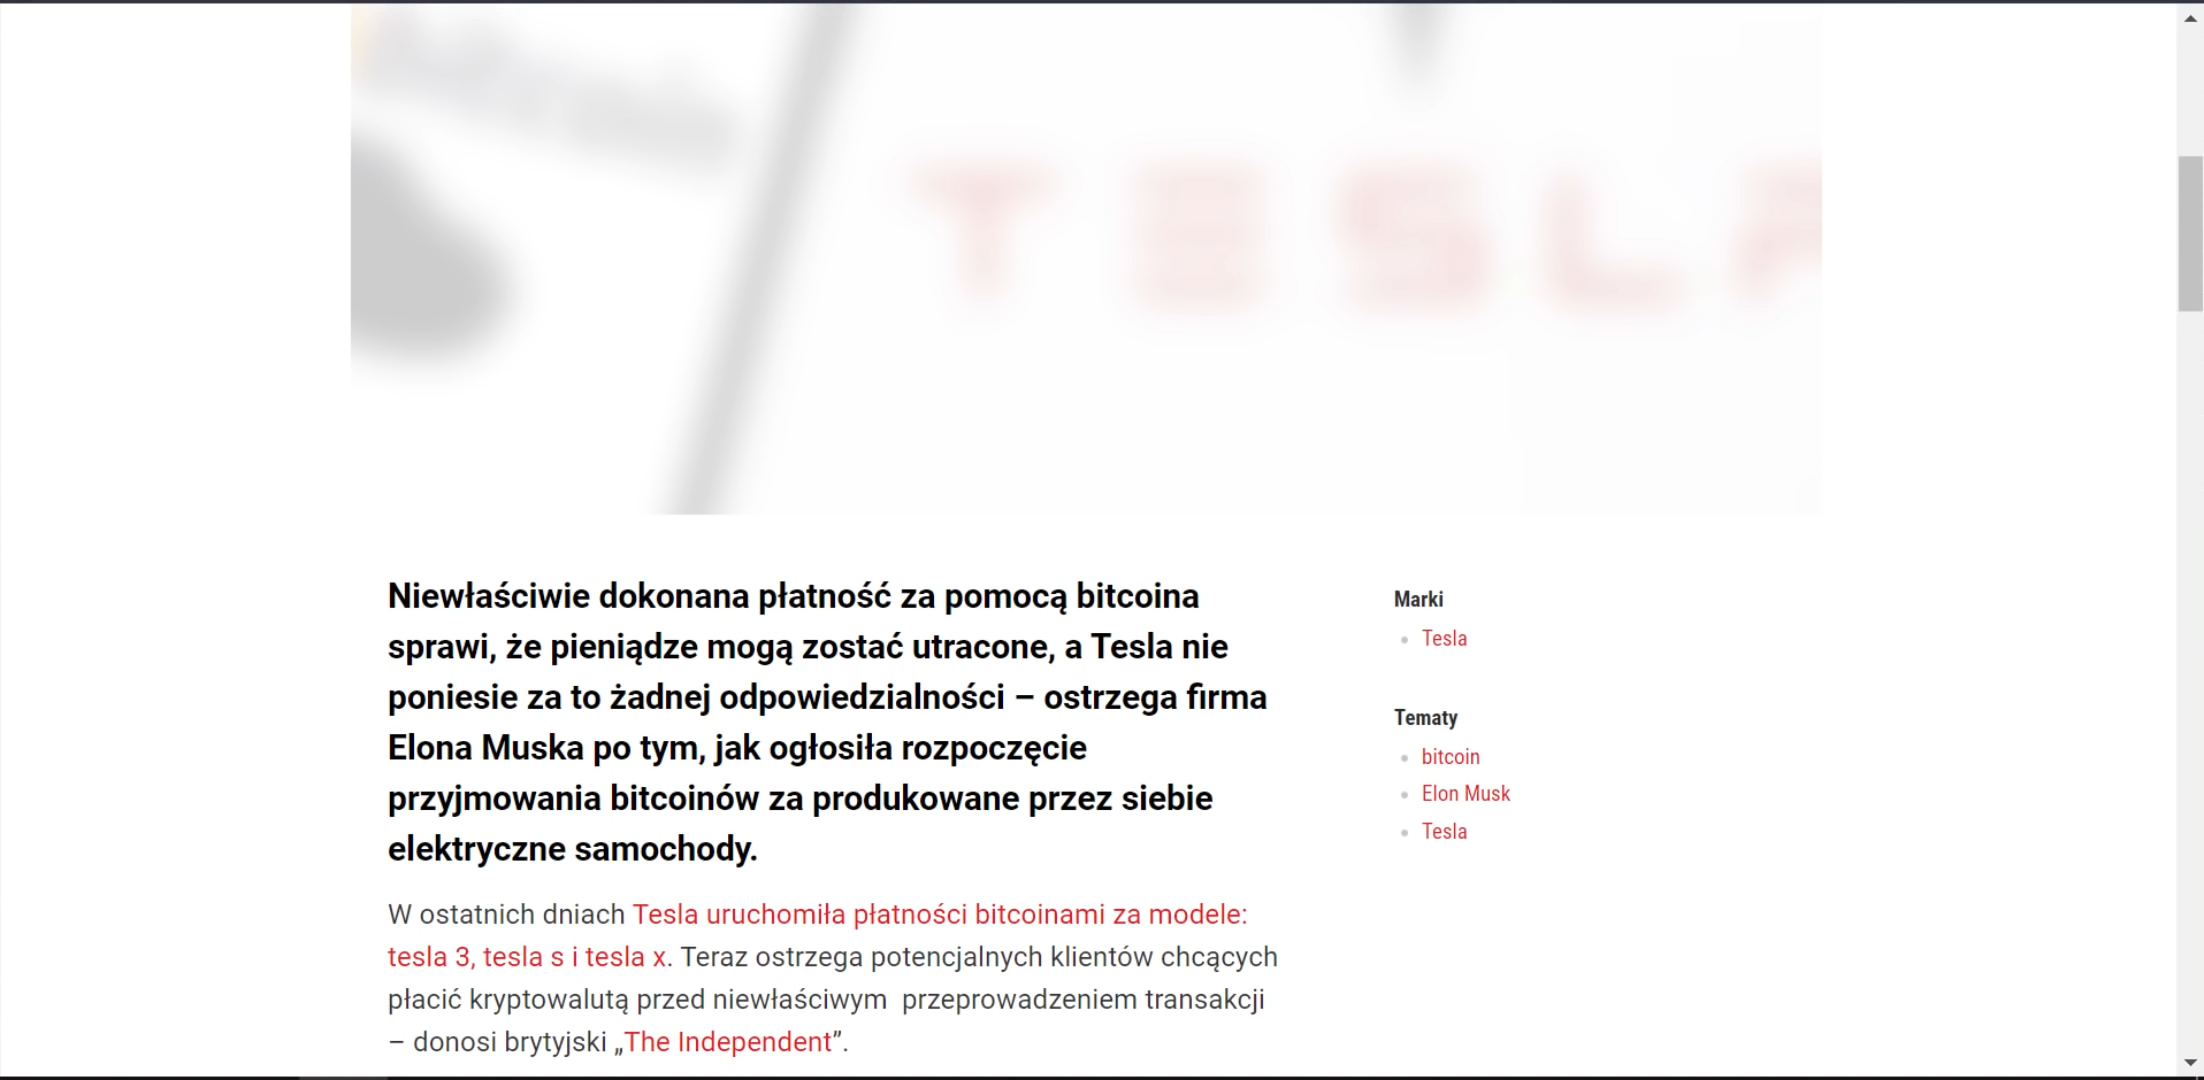 TESLA
Niewłaściwie dokonana płatność za pomocą bitcoina
sprawi, że pieniądze mogą zostać utracone, a Tesla nie
poniesie za to żadnej odpowiedzialności – ostrzega firma
Elona Muska po tym, jak ogłosiła rozpoczęcie
przyjmowania bitcoinów za produkowane przez siebie
elektryczne samochody.
W ostatnich dniach Tesla uruchomiła płatności bitcoinami za modele:
tesla 3, tesla s i tesla x. Teraz ostrzega potencjalnych klientów chcących
płacić kryptowalutą przed niewłaściwym  przeprowadzeniem transakcji
– donosi brytyjski „The Independent”.
Marki
Tesla
Tematy
bitcoin
Elon Musk
Tesla